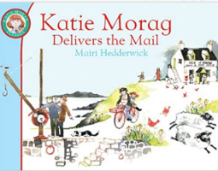 Katie Morag
Delivers the Mail
Mairi Hedderwick